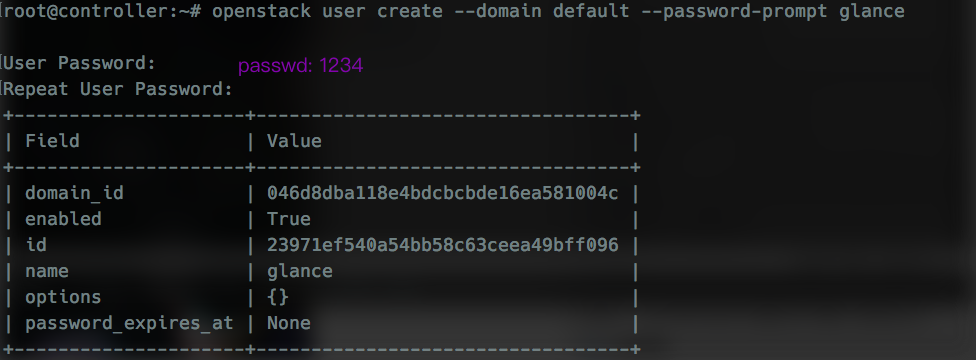 root@controller:~# openstack user create --domain default --password-prompt glance
User Password: passwd: 1234
Repeat User Password:
+---------------------+----------------------------------+
| Field | Value |
+---------------------+----------------------------------+
| domain_id | 046d8dba118e4bdcbcbde16ea581004c |
| enabled | True |
| id | 23971ef540a54bb58c63ceea49bff096 |
| name | glance |
| options | {} |
| password_expires_at | None |
+---------------------+----------------------------------+